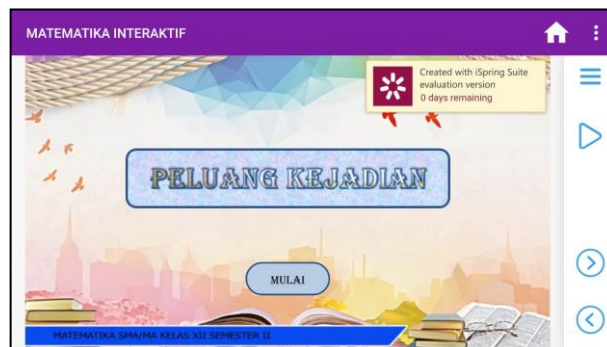 MATEMATIKA INTERAKTIF
Created with iSpring Suite
evaluation version
0 days remaining
PELUANG KEJADIAN
MULAI
MATEMATIKA SMA/MA KELAS XII SEMESTER II